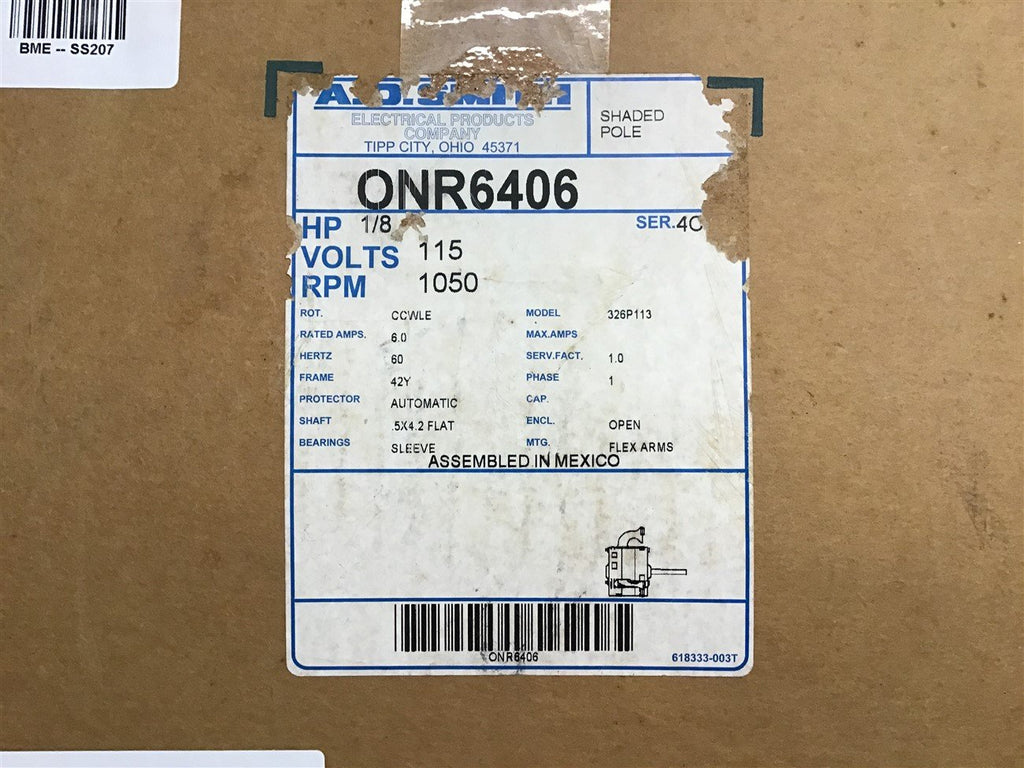 BME -- SS207
A.O.SMITH
ELECTRICAL PRODUCTS
COMPANY
TIPP CITY, OHIO 45371
SHADED
POLE
ONR6406
HP 1/8 SER.4C
VOLTS 115
RPM 1050
ROT. CCWLE MODEL 326P113
RATED AMPS. 6.0 MAX.AMPS
HERTZ 60 SERV.FACT. 1.0
FRAME 42Y PHASE 1
PROTECTOR AUTOMATIC CAP.
SHAFT .5X4.2 FLAT ENCL. OPEN
BEARINGS SLEEVE MTG. FLEX ARMS
ASSEMBLED IN MEXICO
ONR6406
618333-003T